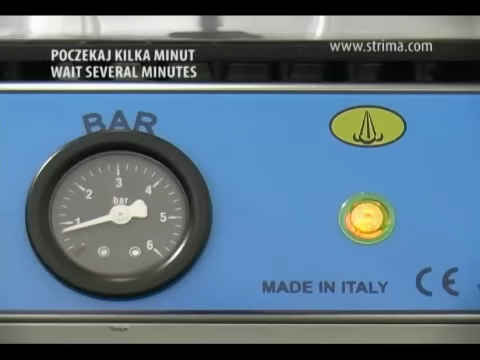 POCZEKAJ KILKA MINUT
WAIT SEVERAL MINUTES
www.strima.com
BAR
1 2 3 4 5 6
bar
MADE IN ITALY CE